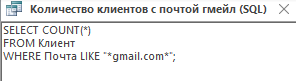 Количество клиентов с почтой гмейл (SQL)
SELECT COUNT(*)
FROM Клиент
WHERE Почта LIKE "*gmail.com*";